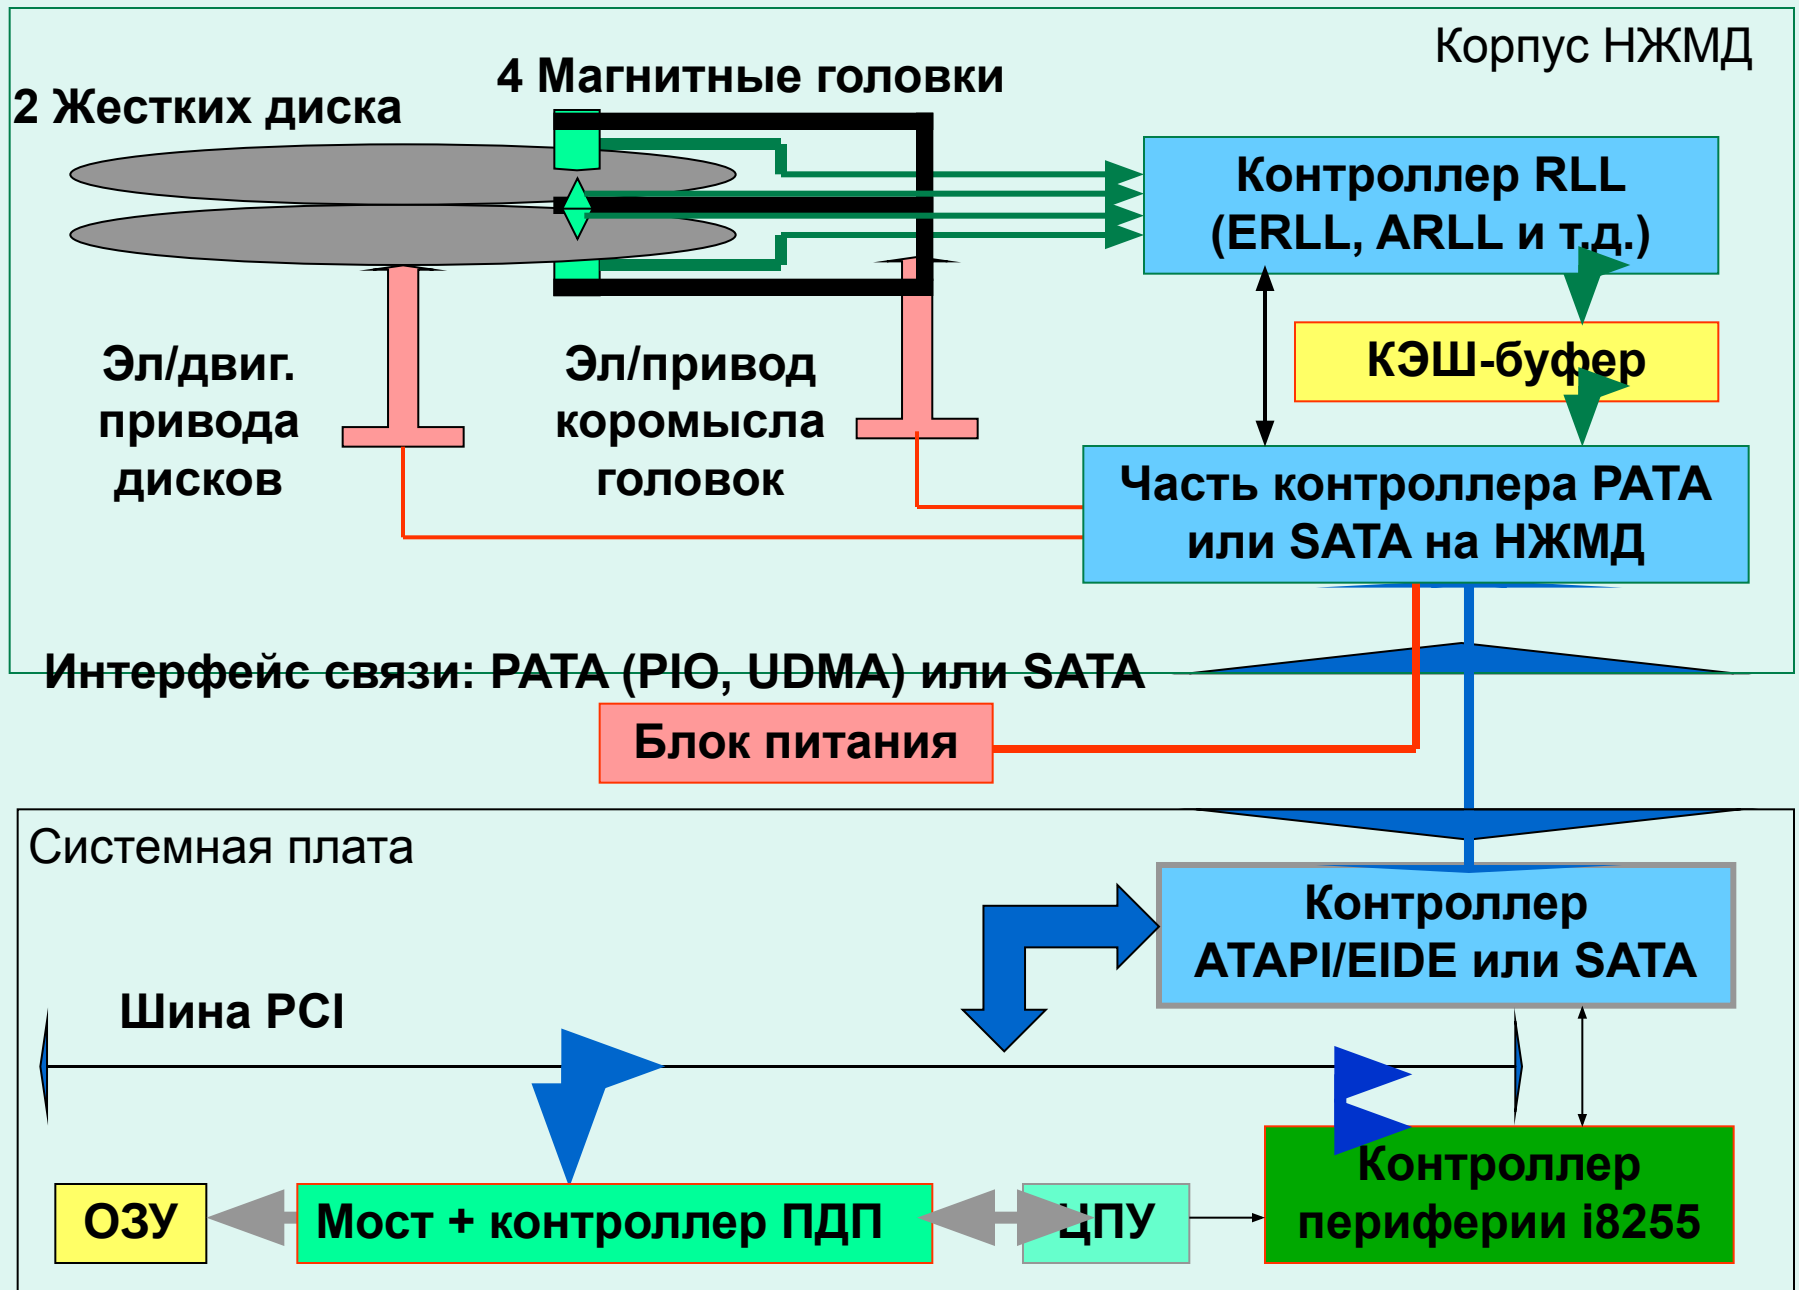 Корпус НЖМД
4 Магнитные головки
2 Жестких диска
Контроллер RLL
(ERLL, ARLL и т.д.)
КЭШ-буфер
Эл/двиг.
привода
дисков
Эл/привод
коромысла
головок
Часть контроллера PATA
или SATA на НЖМД
Интерфейс связи: PATA (PIO, UDMA) или SATA
Блок питания
Системная плата
Контроллер
ATAPI/EIDE или SATA
Шина PCI
ОЗУ
Мост + контроллер ПДП
ЦПУ
Контроллер
периферии i8255